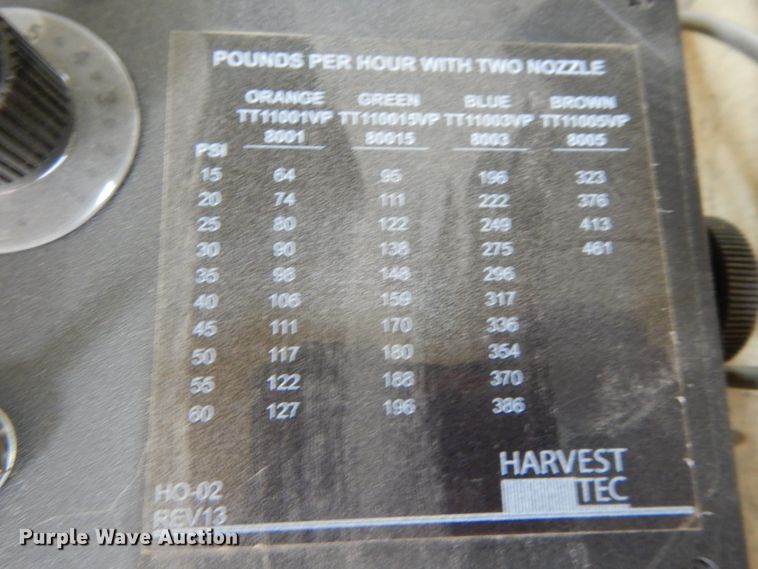 POUNDS PER HOUR WITH TWO NOZZLE
ORANGE GREEN BLUE BROWN
TT11001VP TT110015VP TT11003VP TT11005VP
PSI 8001 80015 8003 8005
15 64 95 196 323
20 74 111 222 376
25 80 122 249 413
30 90 138 275 461
35 98 148 296
40 106 159 317
45 111 170 336
50 117 180 354
55 122 188 370
60 127 196 386
HARVEST
TEC
HO-02
REV13
Purple Wave Auction